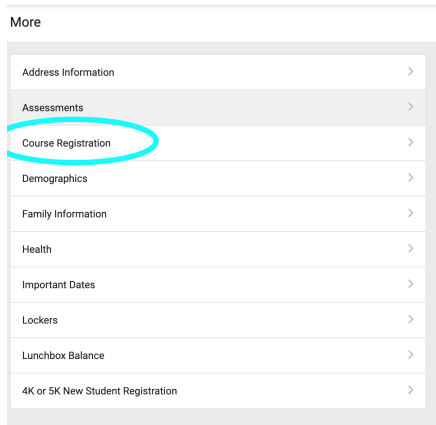 More
Address Information
Assessments
Course Registration
Demographics
Family Information
Health
Important Dates
Lockers
Lunchbox Balance
4K or 5K New Student Registration